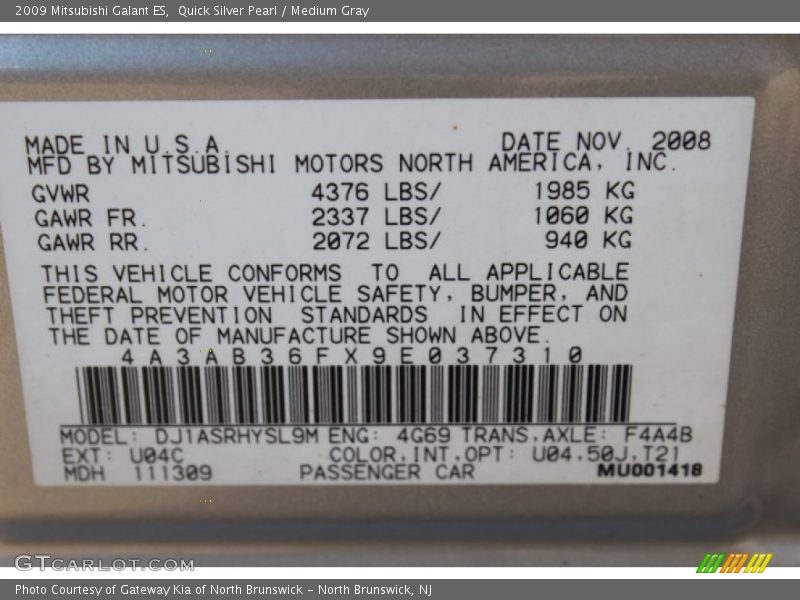 2009 Mitsubishi Galant ES, Quick Silver Pearl / Medium Gray
MADE IN U.S.A. DATE NOV. 2008
MFD BY MITSUBISHI MOTORS NORTH AMERICA, INC.
GVWR 4376 LBS/ 1985 KG
GAWR FR. 2337 LBS/ 1060 KG
GAWR RR. 2072 LBS/ 940 KG
THIS VEHICLE CONFORMS TO ALL APPLICABLE
FEDERAL MOTOR VEHICLE SAFETY, BUMPER, AND
THEFT PREVENTION STANDARDS IN EFFECT ON
THE DATE OF MANUFACTURE SHOWN ABOVE.
4A3AB36FX9E037310
MODEL: DJ1ASRHYSL9M ENG: 4G69 TRANS.AXLE: F4A4B
EXT: U04C COLOR.INT.OPT: U04.50J.T21
MDH 111309 PASSENGER CAR MU001418
GTCARLOT.COM
Photo Courtesy of Gateway Kia of North Brunswick - North Brunswick, NJ